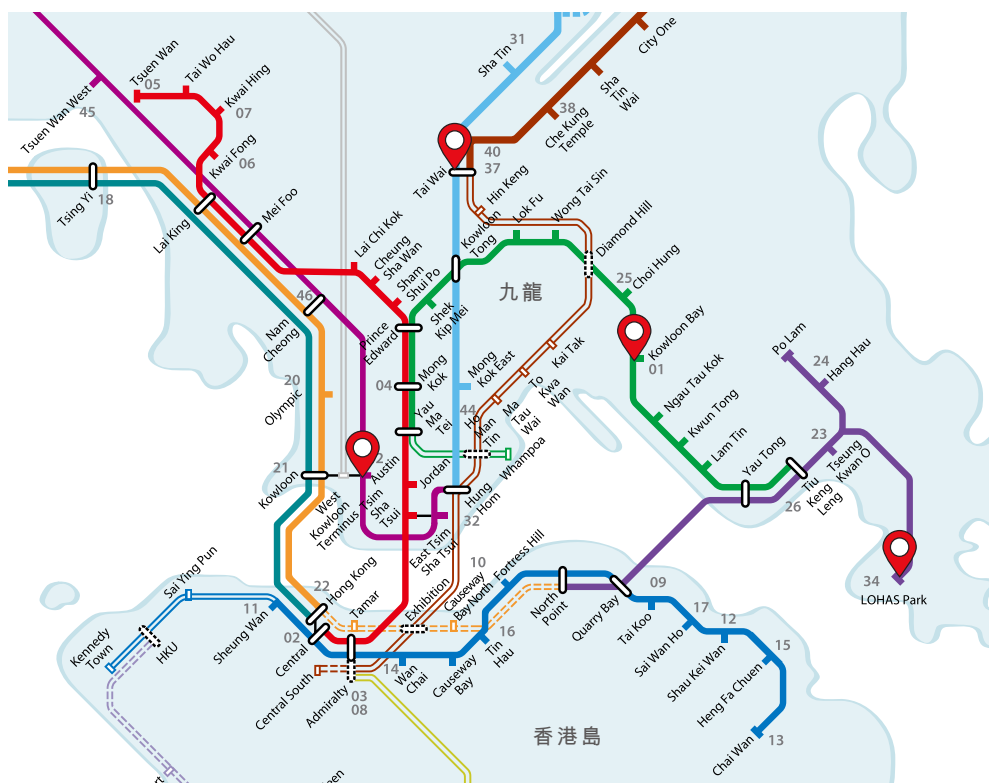 Tsuen Wan
05
Tai Wo Hau
Kwai Hing
07
Tsuen Wan West
45
Kwai Fong
06
Sha Tin
31
City One
Sha
Tin
Wai
38
Che Kung
Temple
40
37
Tai Wai
Hin Keng
Tsing Yi
18
Lai King
Mei Foo
Lai Chi Kok
Cheung
Sha Wan
Sham
Shui Po
Kowloon
Tong
Lok Fu
Wong Tai Sin
Diamond Hill
25
Choi Hung
九龍
Shek
Kip Mei
46
Nam
Cheong
Prince
Edward
Kowloon Bay
01
Kai Tak
Po Lam
24
Hang Hau
20
Olympic
04
Mong
Kok
Mong
Kok East
44
Yau
Ma
Tei
Ho
Man
Tin
Ma
Tau
Wai
To
Kwa
Wan
Whampoa
Ngau Tau Kok
Kwun Tong
Lam Tin
Yau Tong
23
Tseung
Kwan O
Tiu
Keng
Leng
26
21
Kowloon
West
Kowloon
Terminus
2
Austin
Jordan
Tsim
Sha
Tsui
Hung
Hom
32
East Tsim
Sha Tsui
34
LOHAS Park
Sai Ying Pun
Kennedy
Town
HKU
11
Sheung Wan
22
Hong Kong
Tamar
02
Central
Central South
Admiralty
03
08
Exhibition
14
Wan
Chai
10
Causeway
Bay North
Causeway
Bay
16
Tin
Hau
Fortress Hill
North
Point
Quarry Bay
09
Tai Koo
17
Sai Wan Ho
12
Shau Kei Wan
15
Heng Fa Chuen
Chai Wan
13
香港島